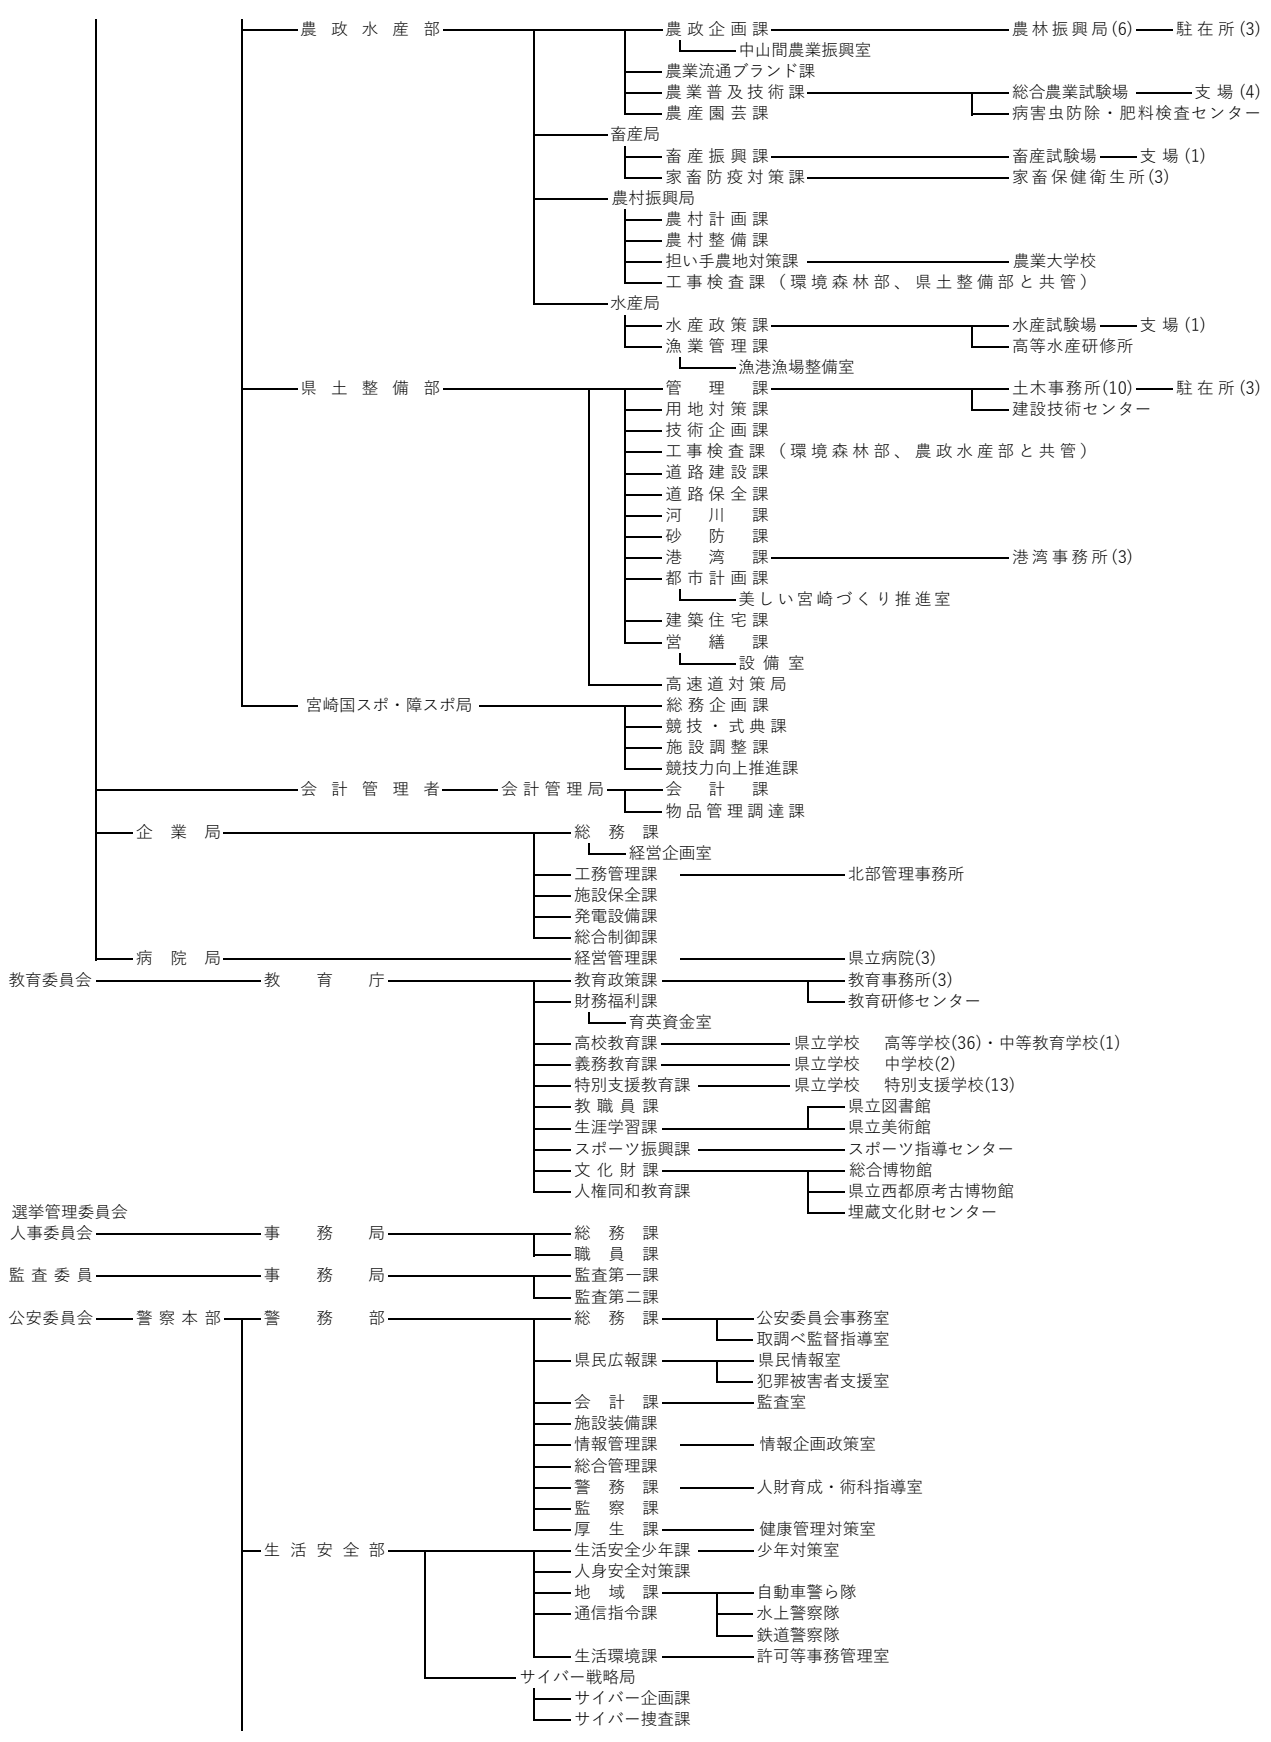 農政水産部 農政企画課 農林振興局(6) 駐在所(3)
中山間農業振興室
農業流通ブランド課
農業普及技術課 総合農業試験場 支場(4)
農産園芸課 病害虫防除・肥料検査センター
畜産局
畜産振興課 畜産試験場 支場(1)
家畜防疫対策課 家畜保健衛生所(3)
農村振興局
農村計画課
農村整備課
担い手農地対策課 農業大学校
工事検査課（環境森林部、県土整備部と共管）
水産局
水産政策課 水産試験場 支場(1)
漁業管理課 高等水産研修所
漁港漁場整備室
県土整備部 管理課 土木事務所(10) 駐在所(3)
用地対策課 建設技術センター
技術企画課
工事検査課（環境森林部、農政水産部と共管）
道路建設課
道路保全課
河川課
砂防課
港湾課 港湾事務所(3)
都市計画課
美しい宮崎づくり推進室
建築住宅課
営繕課
設備室
高速道対策局
宮崎国スポ・障スポ局 総務企画課
競技・式典課
施設調整課
競技力向上推進課
会計管理者 会計管理局 会計課
物品管理調達課
企業局 総務課
経営企画室
工務管理課 北部管理事務所
施設保全課
発電設備課
総合制御課
病院局 経営管理課 県立病院(3)
教育委員会 教育庁 教育政策課 教育事務所(3)
財務福利課 教育研修センター
育英資金室
高校教育課 県立学校 高等学校(36)・中等教育学校(1)
義務教育課 県立学校 中学校(2)
特別支援教育課 県立学校 特別支援学校(13)
教職員課 県立図書館
生涯学習課 県立美術館
スポーツ振興課 スポーツ指導センター
文化財課 総合博物館
人権同和教育課 県立西都原考古博物館
選挙管理委員会 埋蔵文化財センター
人事委員会 事務局 総務課
職員課
監査委員 事務局 監査第一課
監査第二課
公安委員会 警察本部 警務部 総務課 公安委員会事務室
取調べ監督指導室
県民広報課 県民情報室
犯罪被害者支援室
会計課 監査室
施設装備課
情報管理課 情報企画政策室
総合管理課
警務課 人財育成・術科指導室
監察課
厚生課 健康管理対策室
生活安全部 生活安全少年課 少年対策室
人身安全対策課
地域課 自動車警ら隊
通信指令課 水上警察隊
鉄道警察隊
生活環境課 許可等事務管理室
サイバー戦略局
サイバー企画課
サイバー捜査課